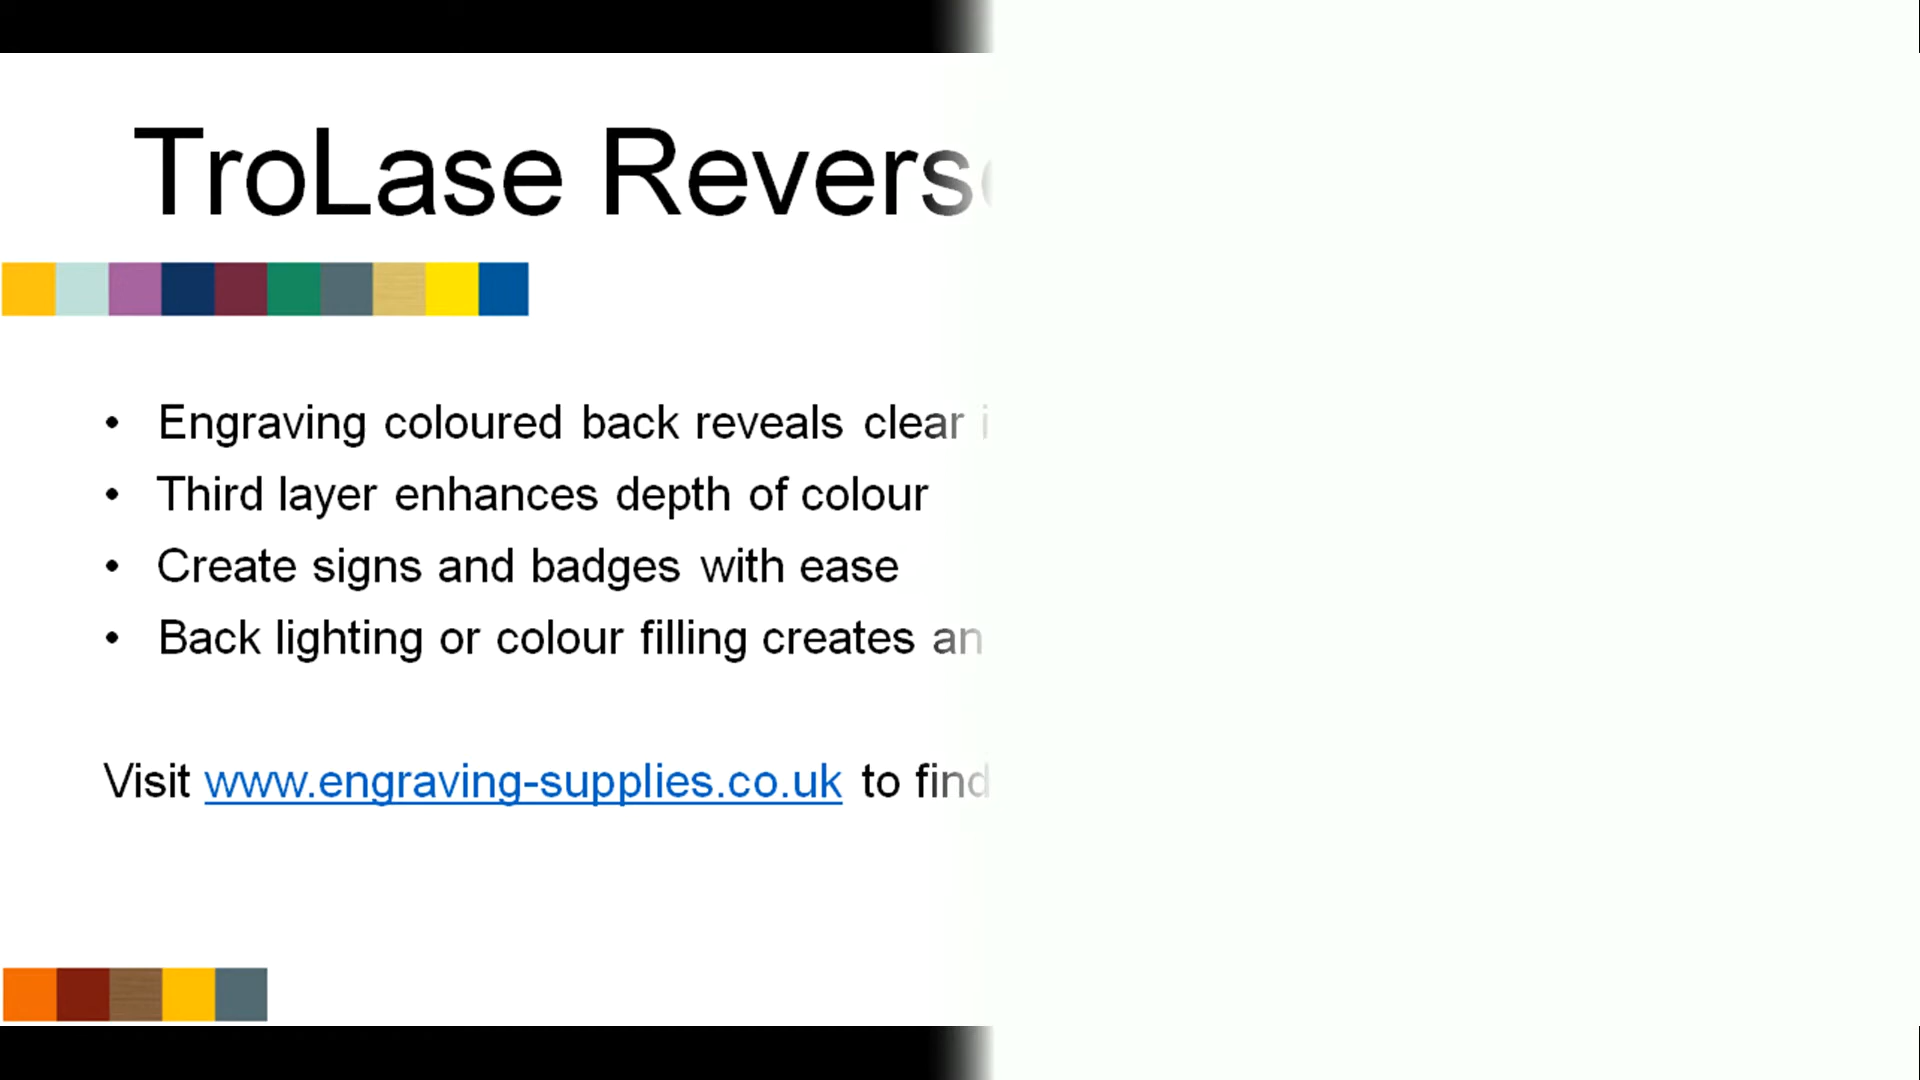 TroLase Reverse
• Engraving coloured back reveals clear
• Third layer enhances depth of colour
• Create signs and badges with ease
• Back lighting or colour filling creates an
Visit www.engraving-supplies.co.uk to find